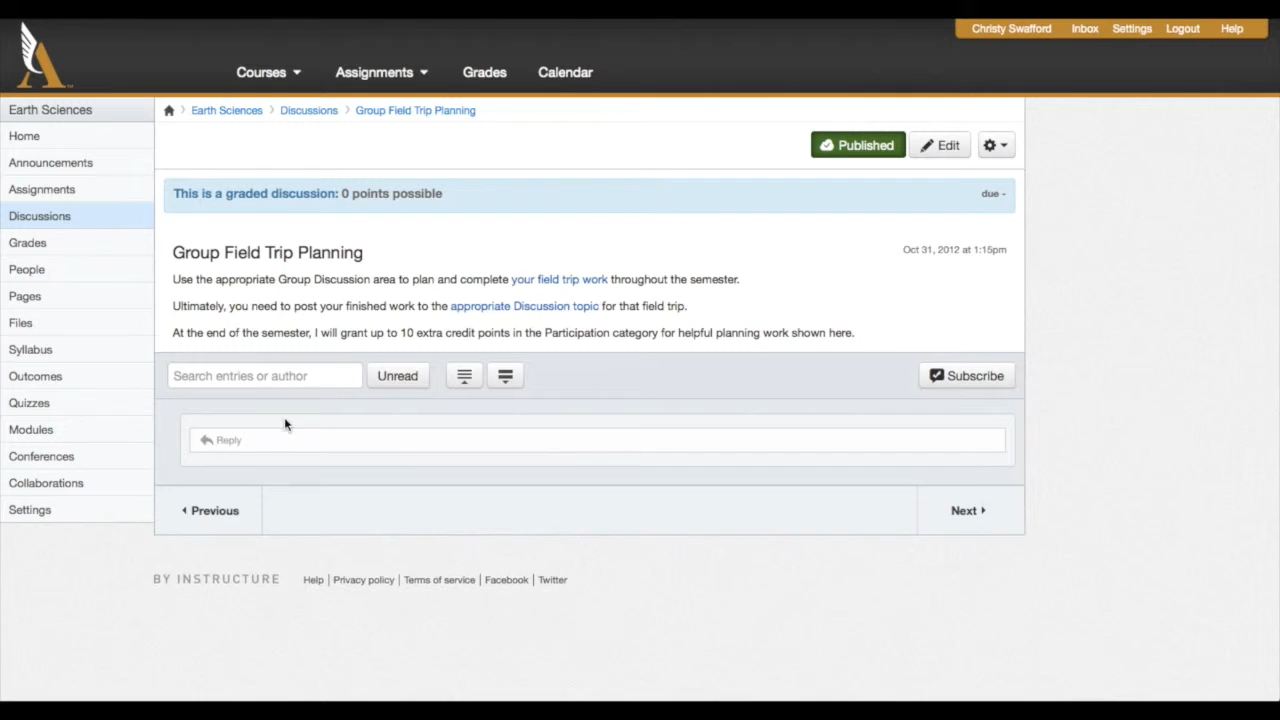 Christy Swafford Inbox Settings Logout Help
Courses Assignments Grades Calendar
Earth Sciences
Home
Announcements
Assignments
Discussions
Grades
People
Pages
Files
Syllabus
Outcomes
Quizzes
Modules
Conferences
Collaborations
Settings
Earth Sciences Discussions Group Field Trip Planning
Published Edit
This is a graded discussion: 0 points possible due -
Group Field Trip Planning Oct 31, 2012 at 1:15pm
Use the appropriate Group Discussion area to plan and complete your field trip work throughout the semester.
Ultimately, you need to post your finished work to the appropriate Discussion topic for that field trip.
At the end of the semester, I will grant up to 10 extra credit points in the Participation category for helpful planning work shown here.
Search entries or author Unread Subscribe
Reply
Previous Next
BY INSTRUCTURE Help | Privacy policy | Terms of service | Facebook | Twitter